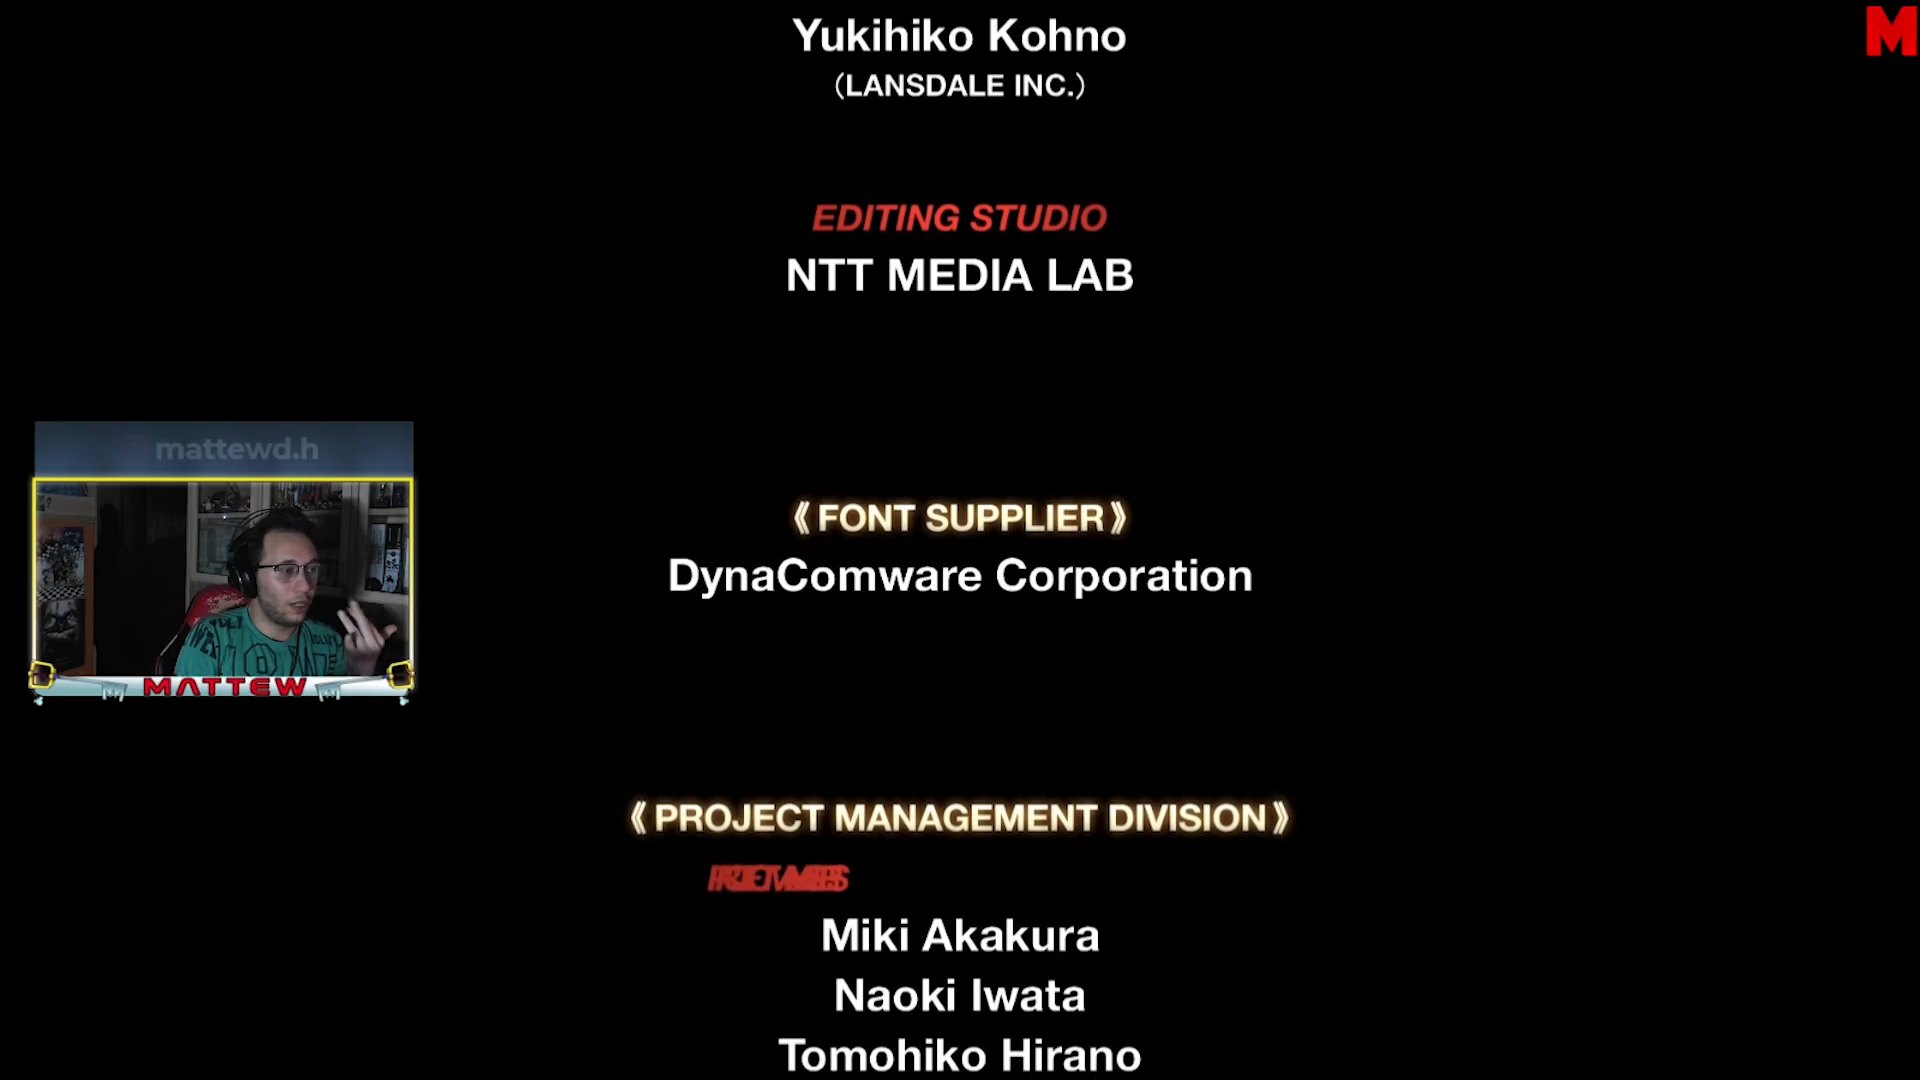 Yukihiko Kohno
(LANSDALE INC.)
M
EDITING STUDIO
NTT MEDIA LAB
mattewd.h
《FONT SUPPLIER》
DynaComware Corporation
MATTEW
《PROJECT MANAGEMENT DIVISION》
Miki Akakura
Naoki Iwata
Tomohiko Hirano